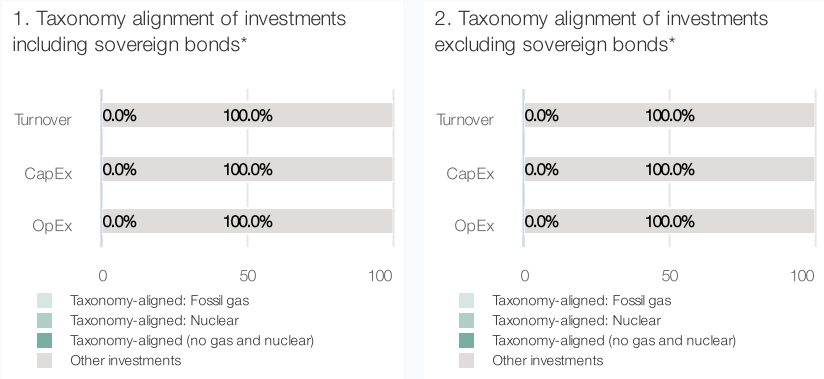 1. Taxonomy alignment of investments
including sovereign bonds*
Turnover 0.0% 100.0%
CapEx 0.0% 100.0%
OpEx 0.0% 100.0%
0 50 100
Taxonomy-aligned: Fossil gas
Taxonomy-aligned: Nuclear
Taxonomy-aligned (no gas and nuclear)
Other investments
2. Taxonomy alignment of investments
excluding sovereign bonds*
Turnover 0.0% 100.0%
CapEx 0.0% 100.0%
OpEx 0.0% 100.0%
0 50 100
Taxonomy-aligned: Fossil gas
Taxonomy-aligned: Nuclear
Taxonomy-aligned (no gas and nuclear)
Other investments